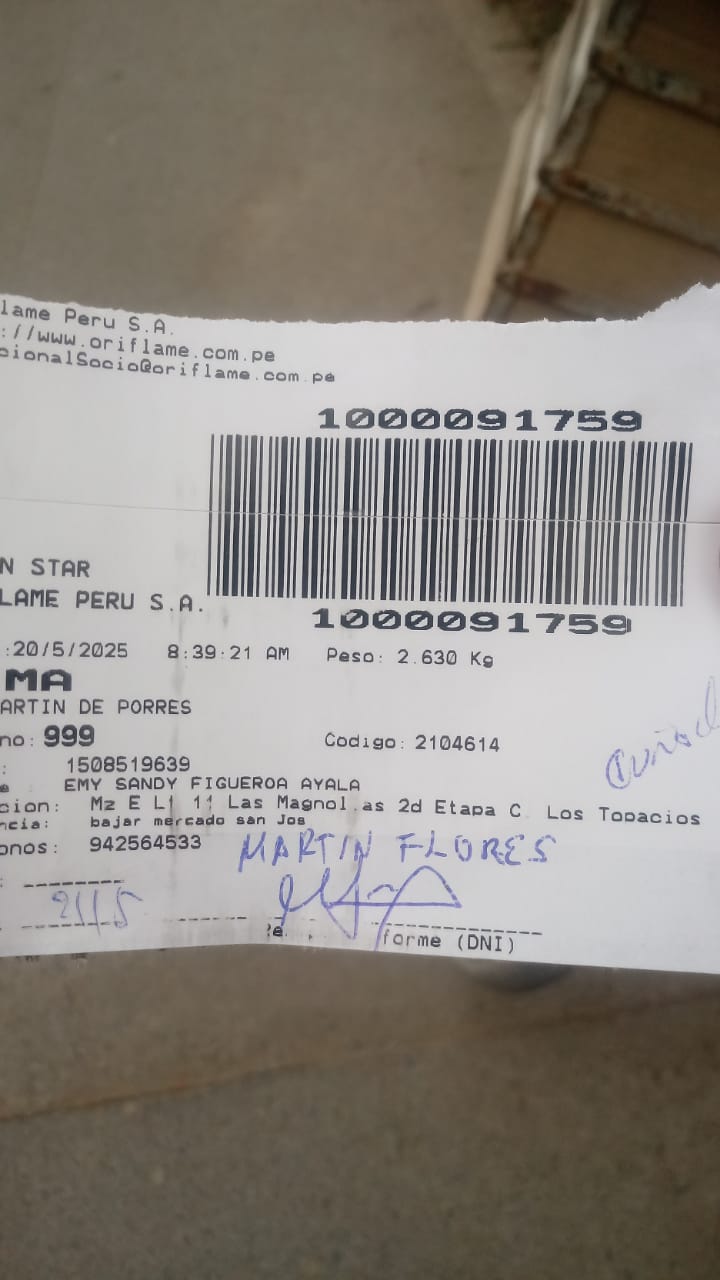 lame Peru S.A.
://www.oriflame.com.pe
cionalSocio@oriflame.com.pe
1000091759
N STAR
LAME PERU S.A.
1000091759
:20/5/2025 8:39:21 AM Peso: 2.630 Kg
MA
ARTIN DE PORRES
no: 999 Codigo: 2104614
: 1508519639
e EMY SANDY FIGUEROA AYALA
cion: Mz E Lt 11 Las Magnol as 2d Etapa C. Los Topacios
ncia: bajar mercado san Jos
onos: 942564533 MARTIN FLORES
:
21/5
forme (DNI)